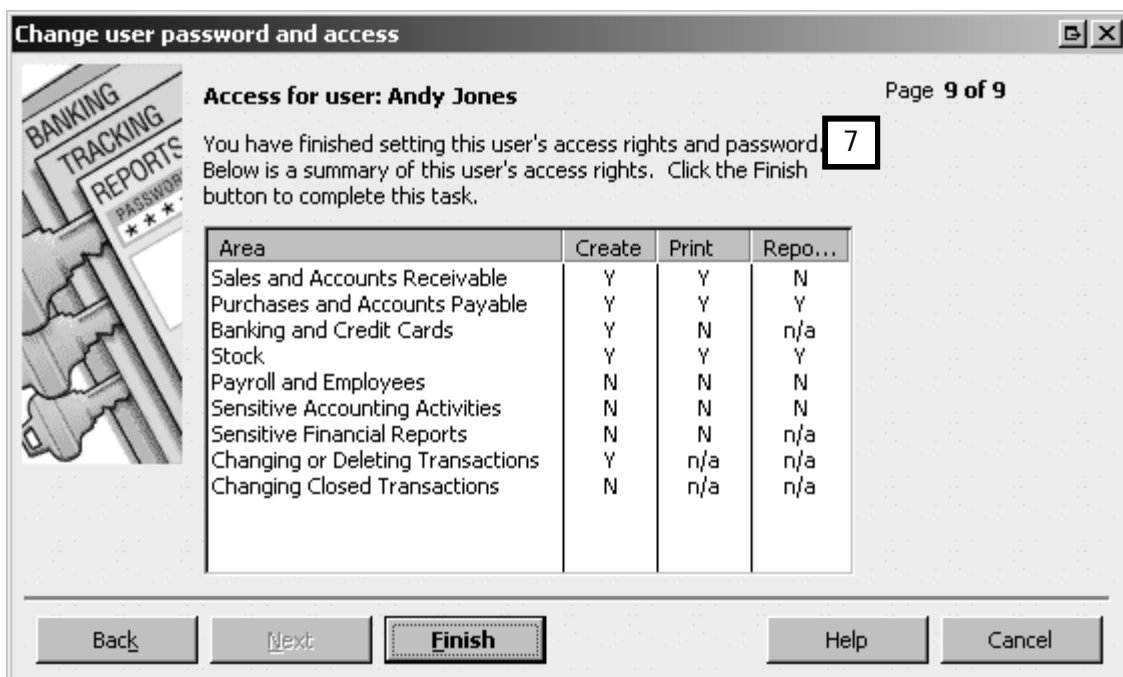 Change user password and access
BANKING
TRACKING
REPORTS
PASSWOR
* * *
Access for user: Andy Jones
Page 9 of 9
You have finished setting this user's access rights and password.
7
Below is a summary of this user's access rights. Click the Finish
button to complete this task.
Area Create Print Repo...
Sales and Accounts Receivable Y Y N
Purchases and Accounts Payable Y Y Y
Banking and Credit Cards Y N n/a
Stock Y Y Y
Payroll and Employees N N N
Sensitive Accounting Activities N N N
Sensitive Financial Reports N N n/a
Changing or Deleting Transactions Y n/a n/a
Changing Closed Transactions N n/a n/a
Back Next Finish Help Cancel